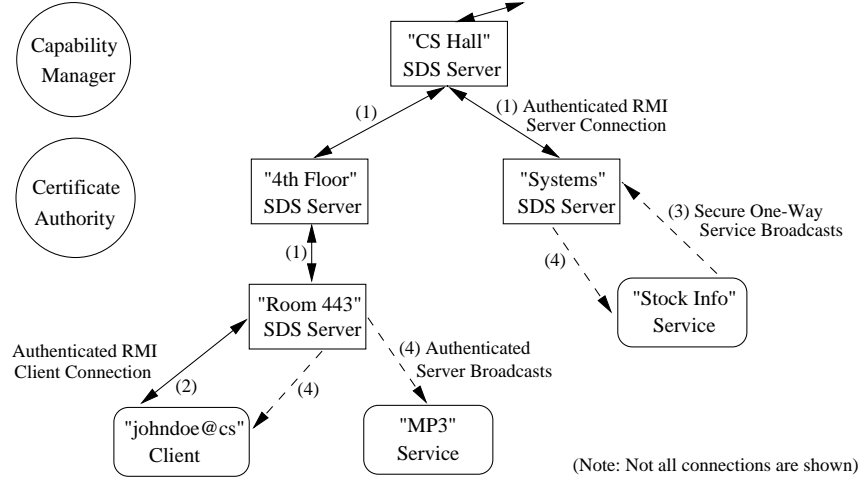 Capability
Manager
"CS Hall"
SDS Server
(1)
(1) Authenticated RMI
Server Connection
Certificate
Authority
"4th Floor"
SDS Server
"Systems"
SDS Server
(3) Secure One-Way
Service Broadcasts
(1)
(4)
"Room 443"
SDS Server
"Stock Info"
Service
Authenticated RMI
Client Connection
(2)
(4)
(4) Authenticated
Server Broadcasts
"johndoe@cs"
Client
"MP3"
Service
(Note: Not all connections are shown)